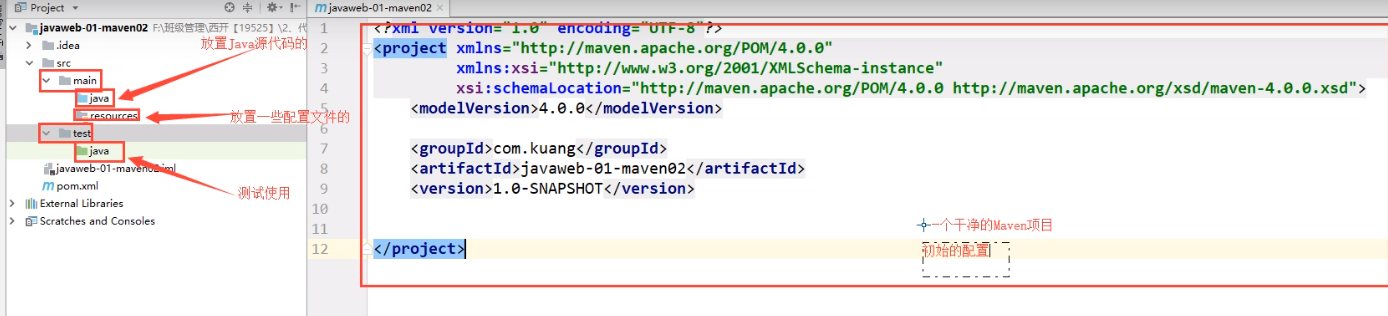 Project
javaweb-01-maven02
javaweb-01-maven02 F:\班级管理\西开【19525】\2、代
.idea
放置Java源代码的
src
main
java
resources
放置一些配置文件的
test
java
javaweb-01-maven02.iml
pom.xml
测试使用
External Libraries
Scratches and Consoles
1 <?xml version="1.0" encoding="UTF-8"?>
2 <project xmlns="http://maven.apache.org/POM/4.0.0"
3 xmlns:xsi="http://www.w3.org/2001/XMLSchema-instance"
4 xsi:schemaLocation="http://maven.apache.org/POM/4.0.0 http://maven.apache.org/xsd/maven-4.0.0.xsd">
5 <modelVersion>4.0.0</modelVersion>
6
7 <groupId>com.kuang</groupId>
8 <artifactId>javaweb-01-maven02</artifactId>
9 <version>1.0-SNAPSHOT</version>
10
11
一个干净的Maven项目
12 </project>
初始的配置